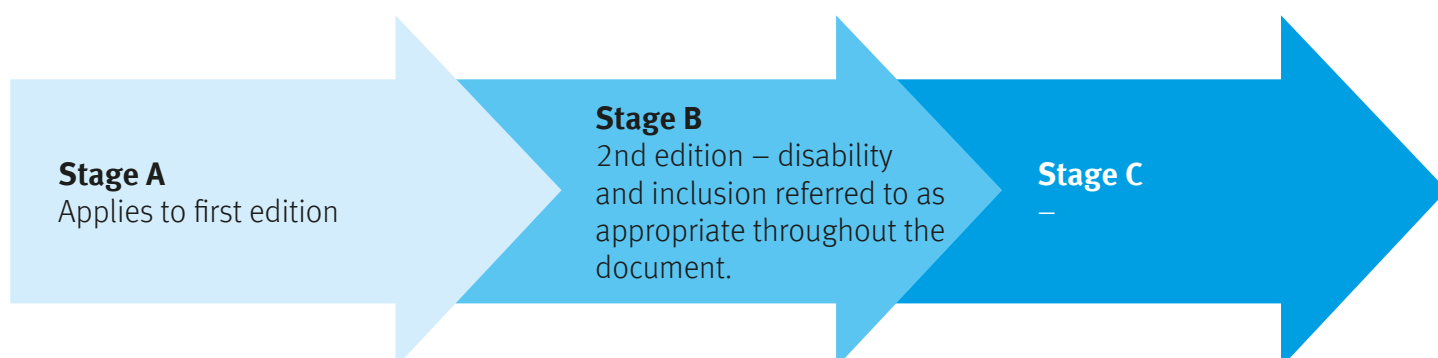 Stage A
Applies to first edition
Stage B
2nd edition – disability
and inclusion referred to as
appropriate throughout the
document.
Stage C
–